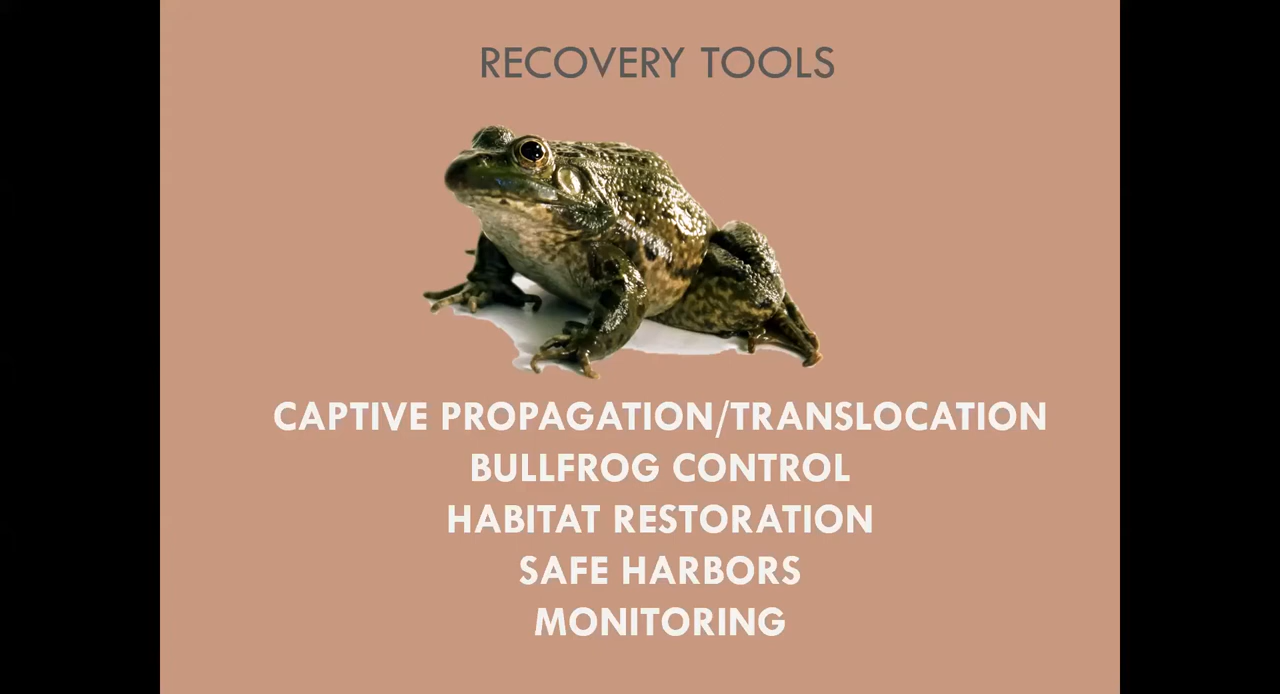 RECOVERY TOOLS
CAPTIVE PROPAGATION/TRANSLOCATION
BULLFROG CONTROL
HABITAT RESTORATION
SAFE HARBORS
MONITORING